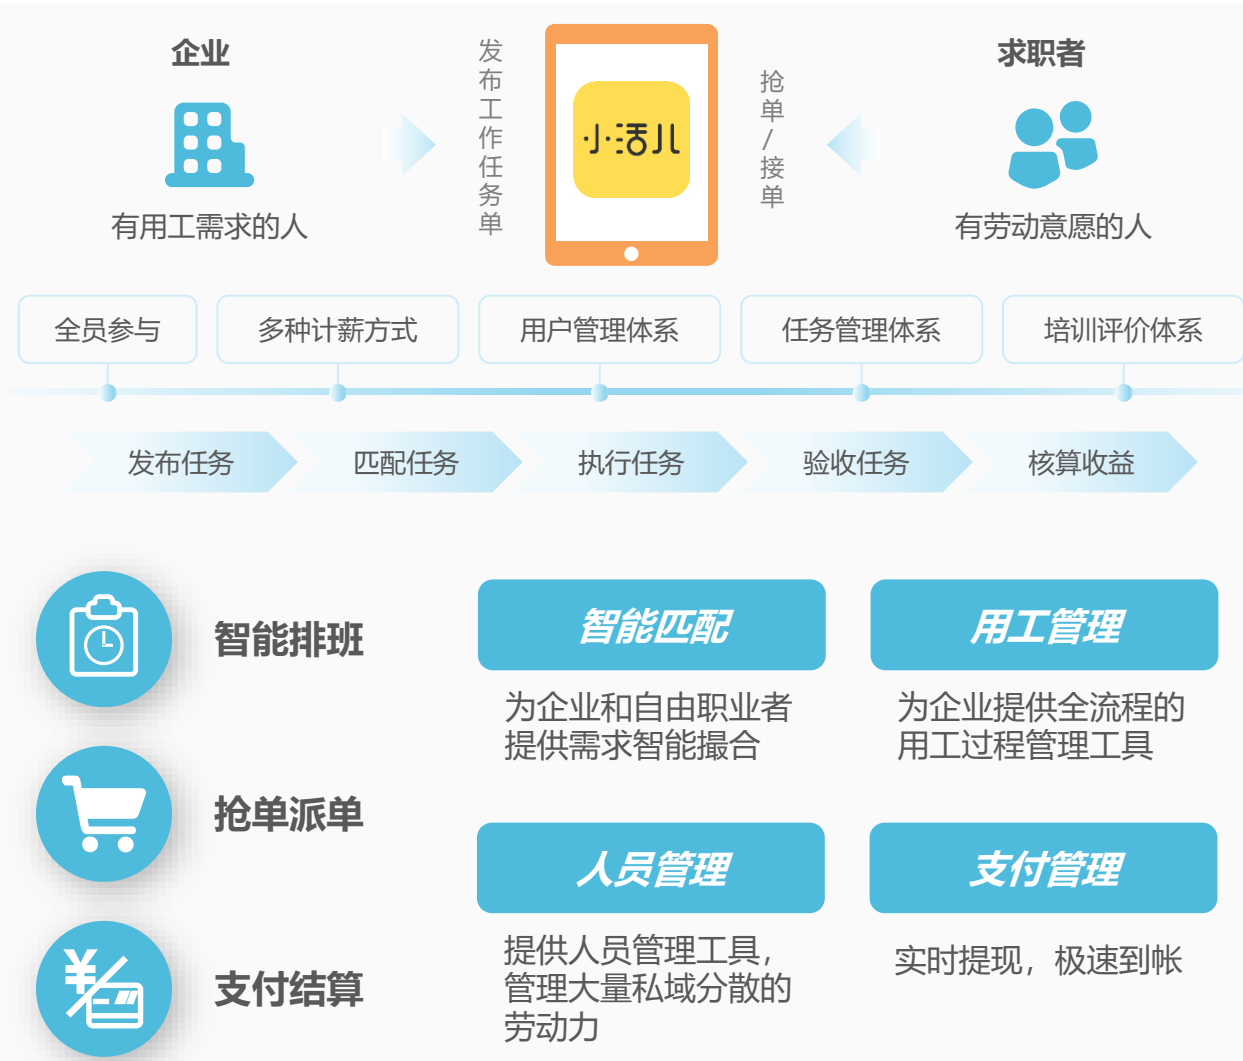 企业
有用工需求的人
发布工作任务单
小活儿
抢单/接单
求职者
有劳动意愿的人
全员参与
多种计薪方式
用户管理体系
任务管理体系
培训评价体系
发布任务
匹配任务
执行任务
验收任务
核算收益
智能排班
抢单派单
支付结算
智能匹配
为企业和自由职业者
提供需求智能撮合
用工管理
为企业提供全流程的
用工过程管理工具
人员管理
提供人员管理工具，
管理大量私域分散的
劳动力
支付管理
实时提现，极速到帐
¥